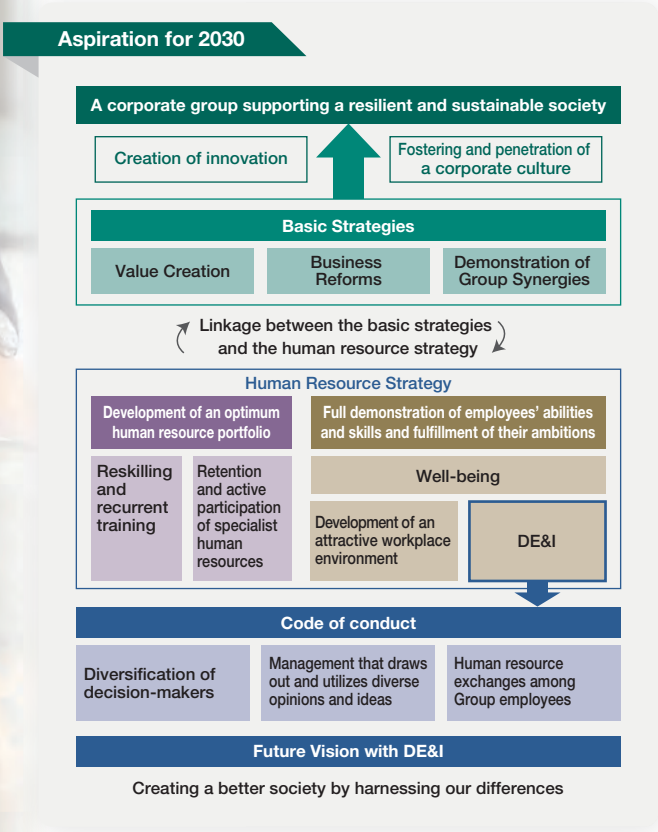 Aspiration for 2030
A corporate group supporting a resilient and sustainable society
Creation of innovation
Fostering and penetration of
a corporate culture
Basic Strategies
Value Creation
Business
Reforms
Demonstration of
Group Synergies
Linkage between the basic strategies
and the human resource strategy
Human Resource Strategy
Development of an optimum
human resource portfolio
Full demonstration of employees’ abilities
and skills and fulfillment of their ambitions
Reskilling
and
recurrent
training
Retention
and active
participation
of specialist
human
resources
Well-being
Development of an
attractive workplace
environment
DE&I
Code of conduct
Diversification of
decision-makers
Management that draws
out and utilizes diverse
opinions and ideas
Human resource
exchanges among
Group employees
Future Vision with DE&I
Creating a better society by harnessing our differences